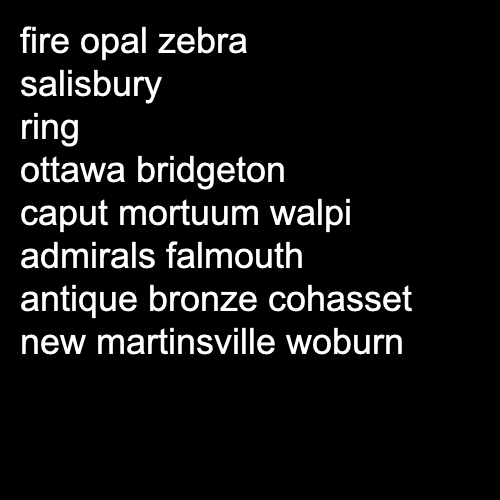 fire opal zebra
salisbury
ring
ottawa bridgeton
caput mortuum walpi
admirals falmouth
antique bronze cohasset
new martinsville woburn